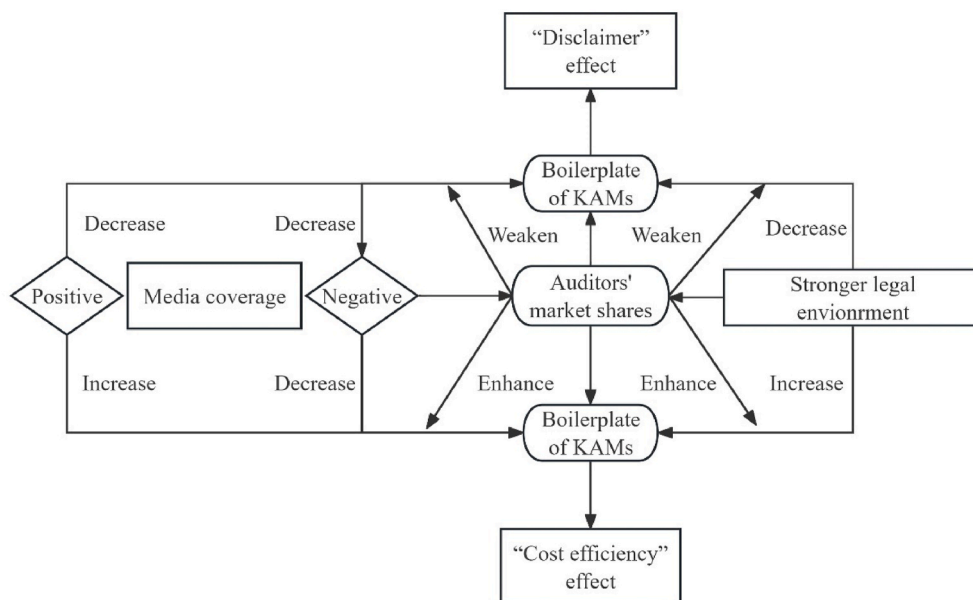 “Disclaimer”
effect
Boilerplate
of KAMs
Decrease
Decrease
Weaken
Weaken
Decrease
Positive
Media coverage
Negative
Auditors'
market shares
Stronger legal
envionrment
Increase
Decrease
Enhance
Enhance
Increase
Boilerplate
of KAMs
“Cost efficiency”
effect